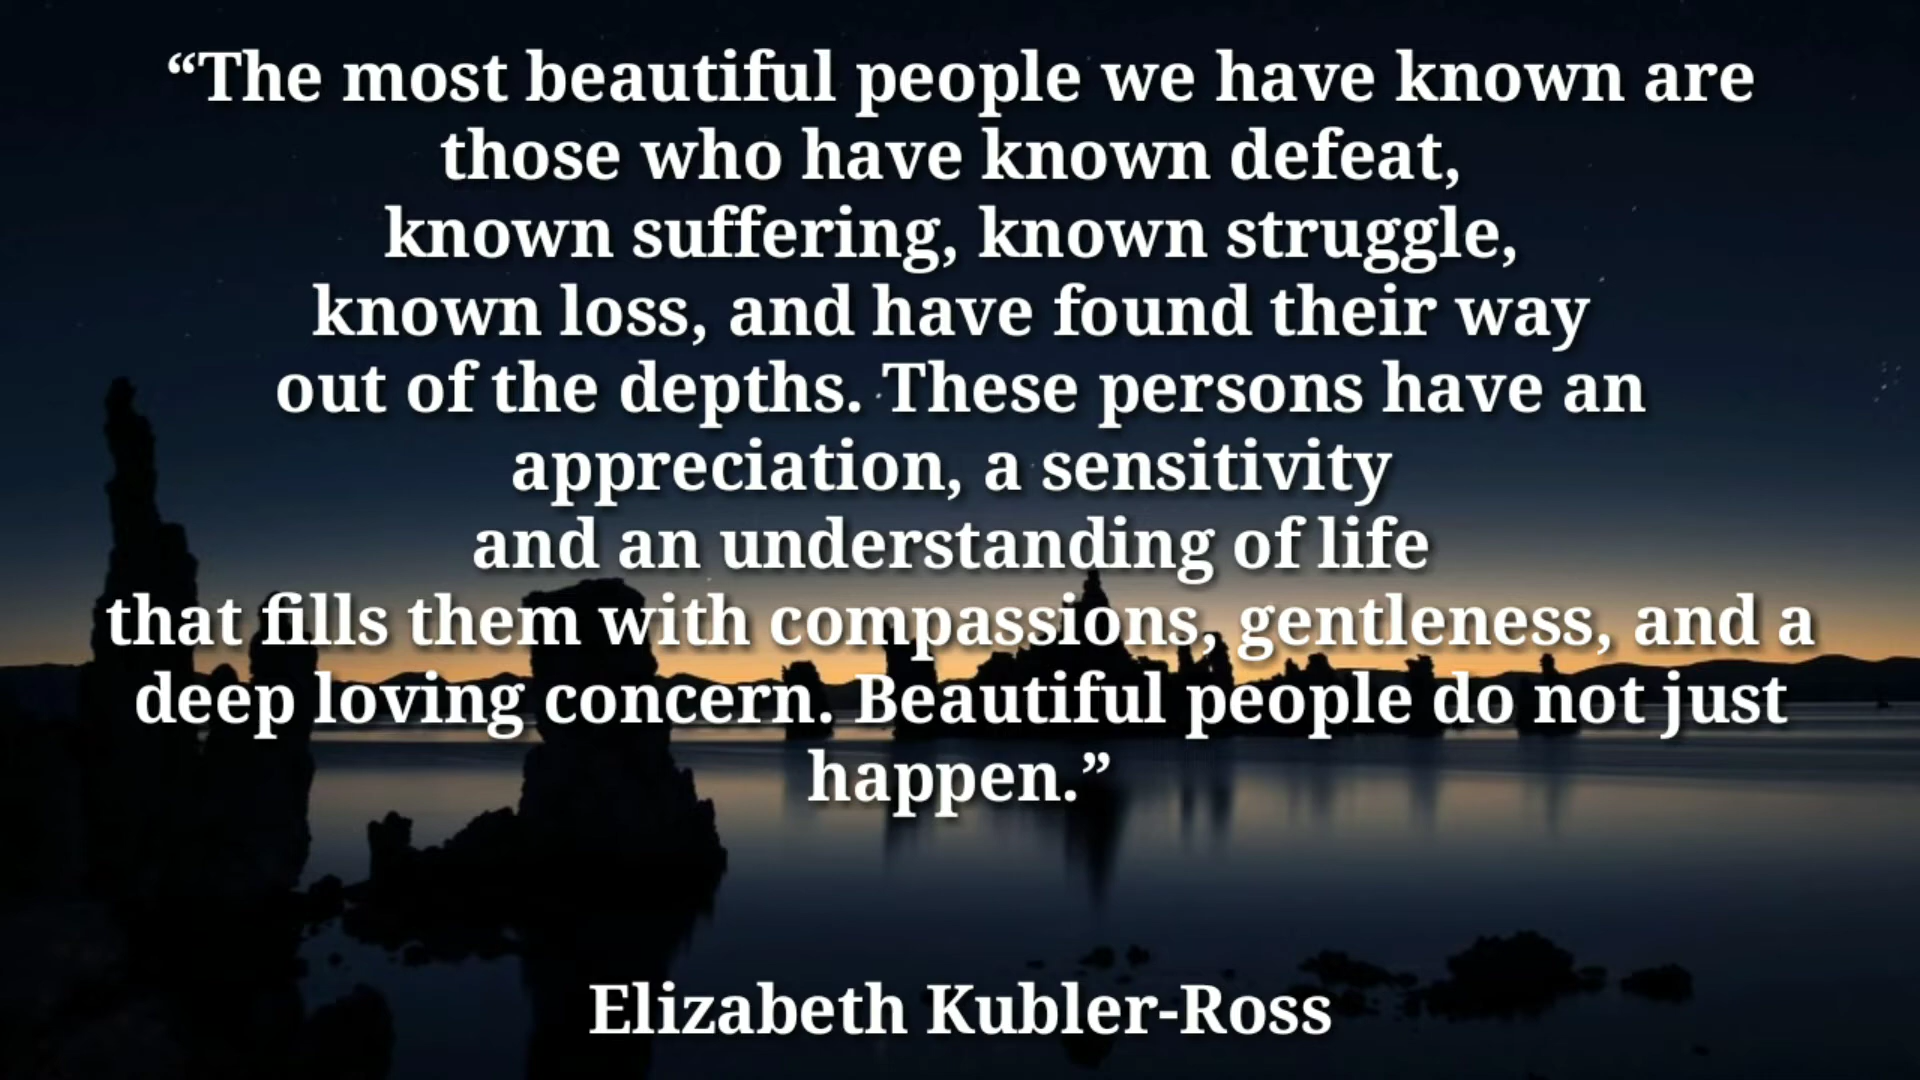 “The most beautiful people we have known are
those who have known defeat,
known suffering, known struggle,
known loss, and have found their way
out of the depths. These persons have an
appreciation, a sensitivity
and an understanding of life
that fills them with compassions, gentleness, and a
deep loving concern. Beautiful people do not just
happen.”
Elizabeth Kubler-Ross